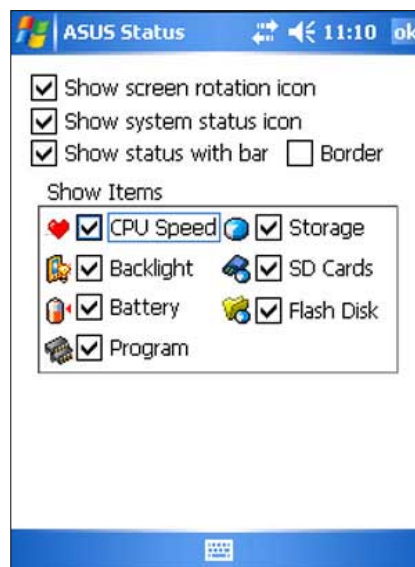 ASUS Status 11:10 ok
Show screen rotation icon
Show system status icon
Show status with bar Border
Show Items
CPU Speed Storage
Backlight SD Cards
Battery Flash Disk
Program